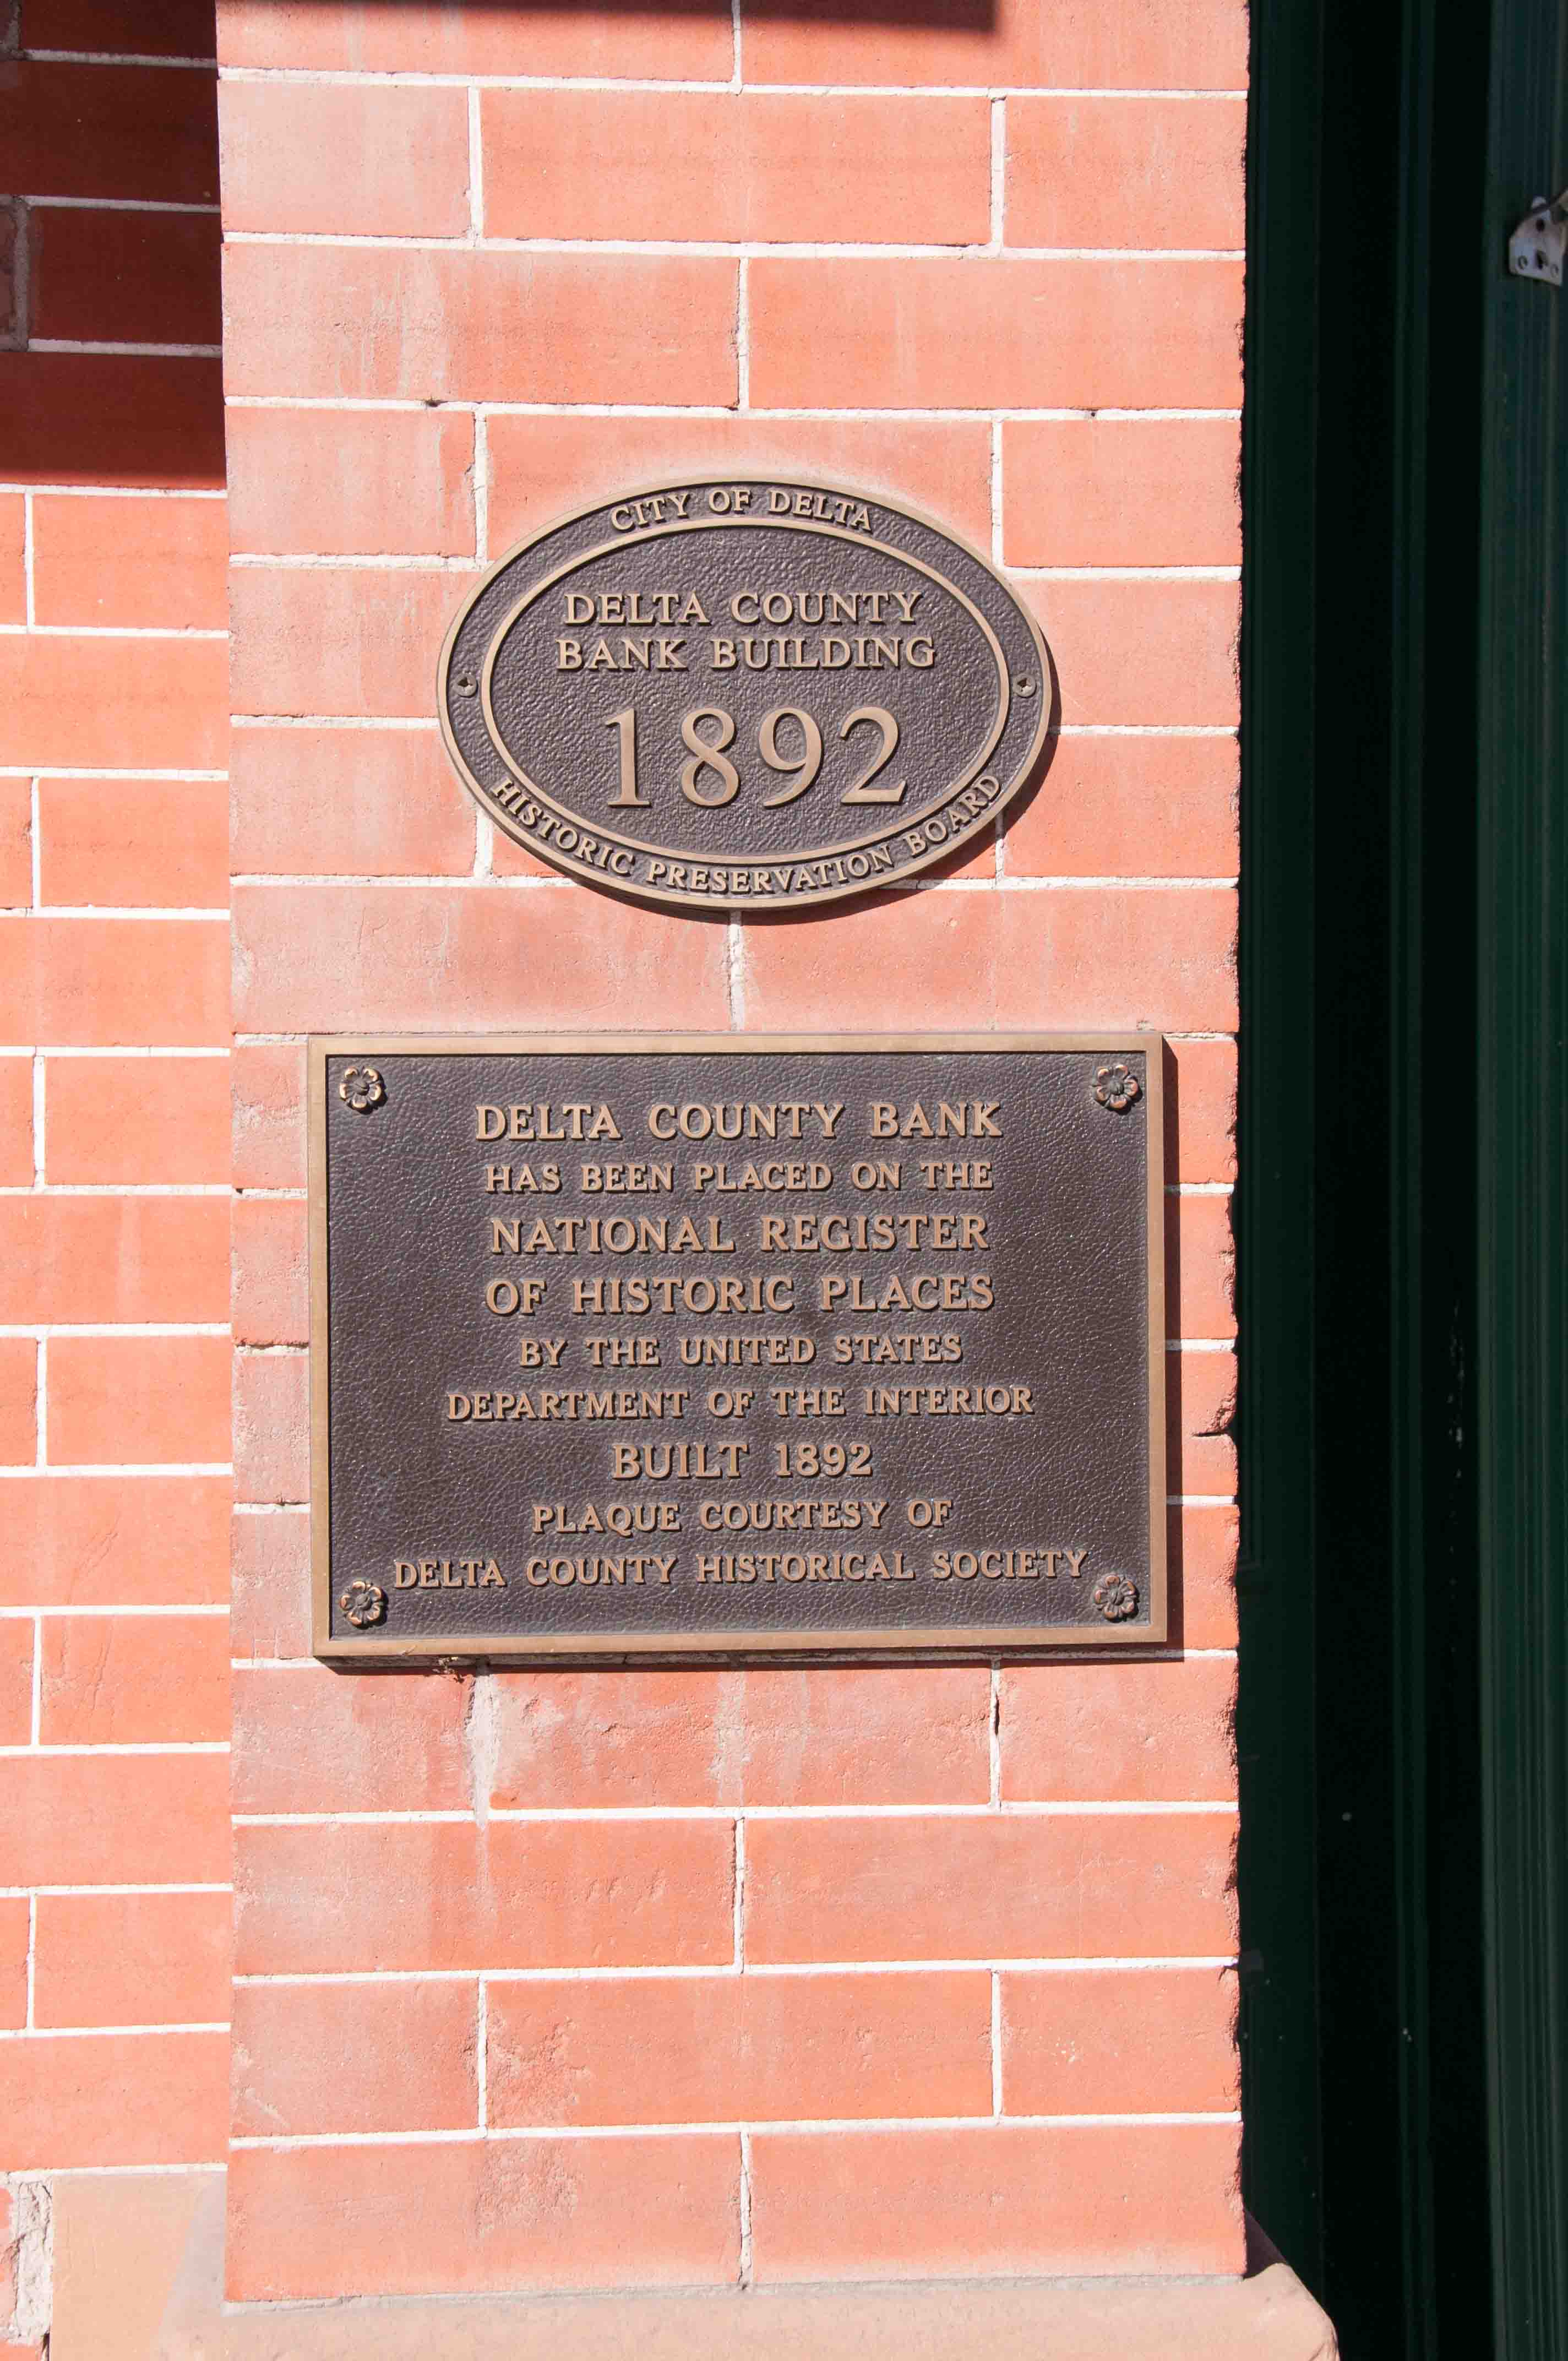 CITY OF DELTA
DELTA COUNTY
BANK BUILDING
1892
HISTORIC PRESERVATION BOARD
DELTA COUNTY BANK
HAS BEEN PLACED ON THE
NATIONAL REGISTER
OF HISTORIC PLACES
BY THE UNITED STATES
DEPARTMENT OF THE INTERIOR
BUILT 1892
PLAQUE COURTESY OF
DELTA COUNTY HISTORICAL SOCIETY